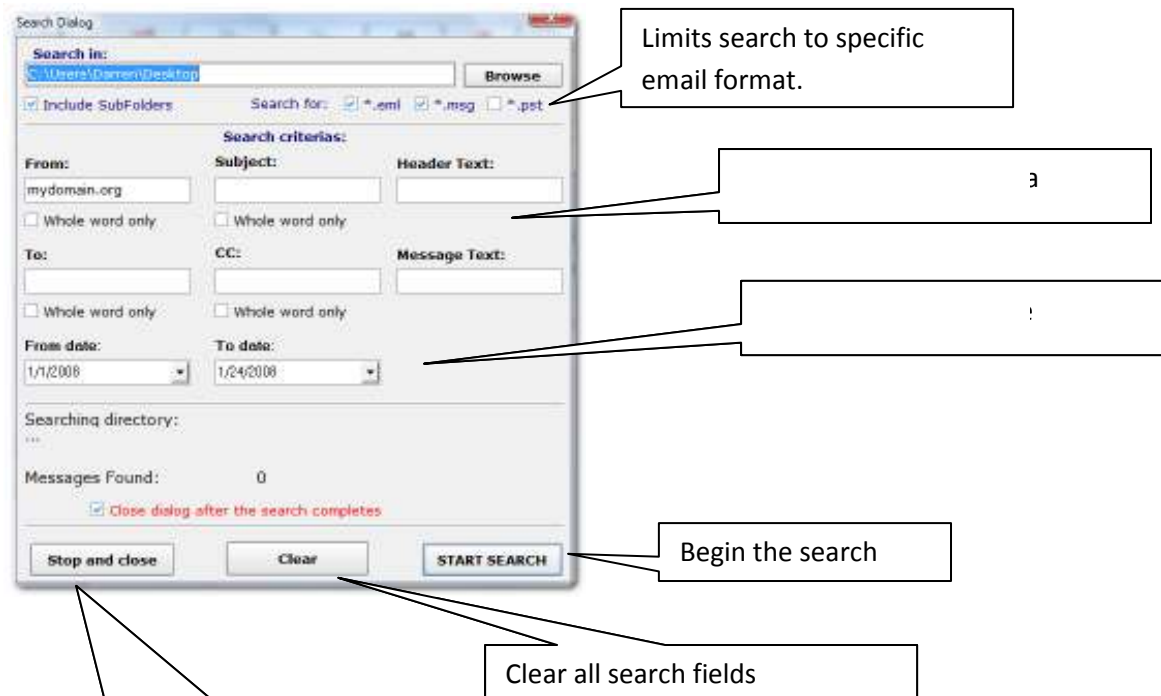 Search Dialog
Search in:
C:\Users\Darren\Desktop
Browse
Include SubFolders Search for: *.eml *.msg *.pst
Search criterias:
From: Subject: Header Text:
mydomain.org
Whole word only Whole word only
To: CC: Message Text:
Whole word only Whole word only
From date: To date:
1/1/2008 1/24/2008
Searching directory:
...
Messages Found: 0
Close dialog after the search completes
Stop and close Clear START SEARCH
Limits search to specific
email format.
a
Begin the search
Clear all search fields